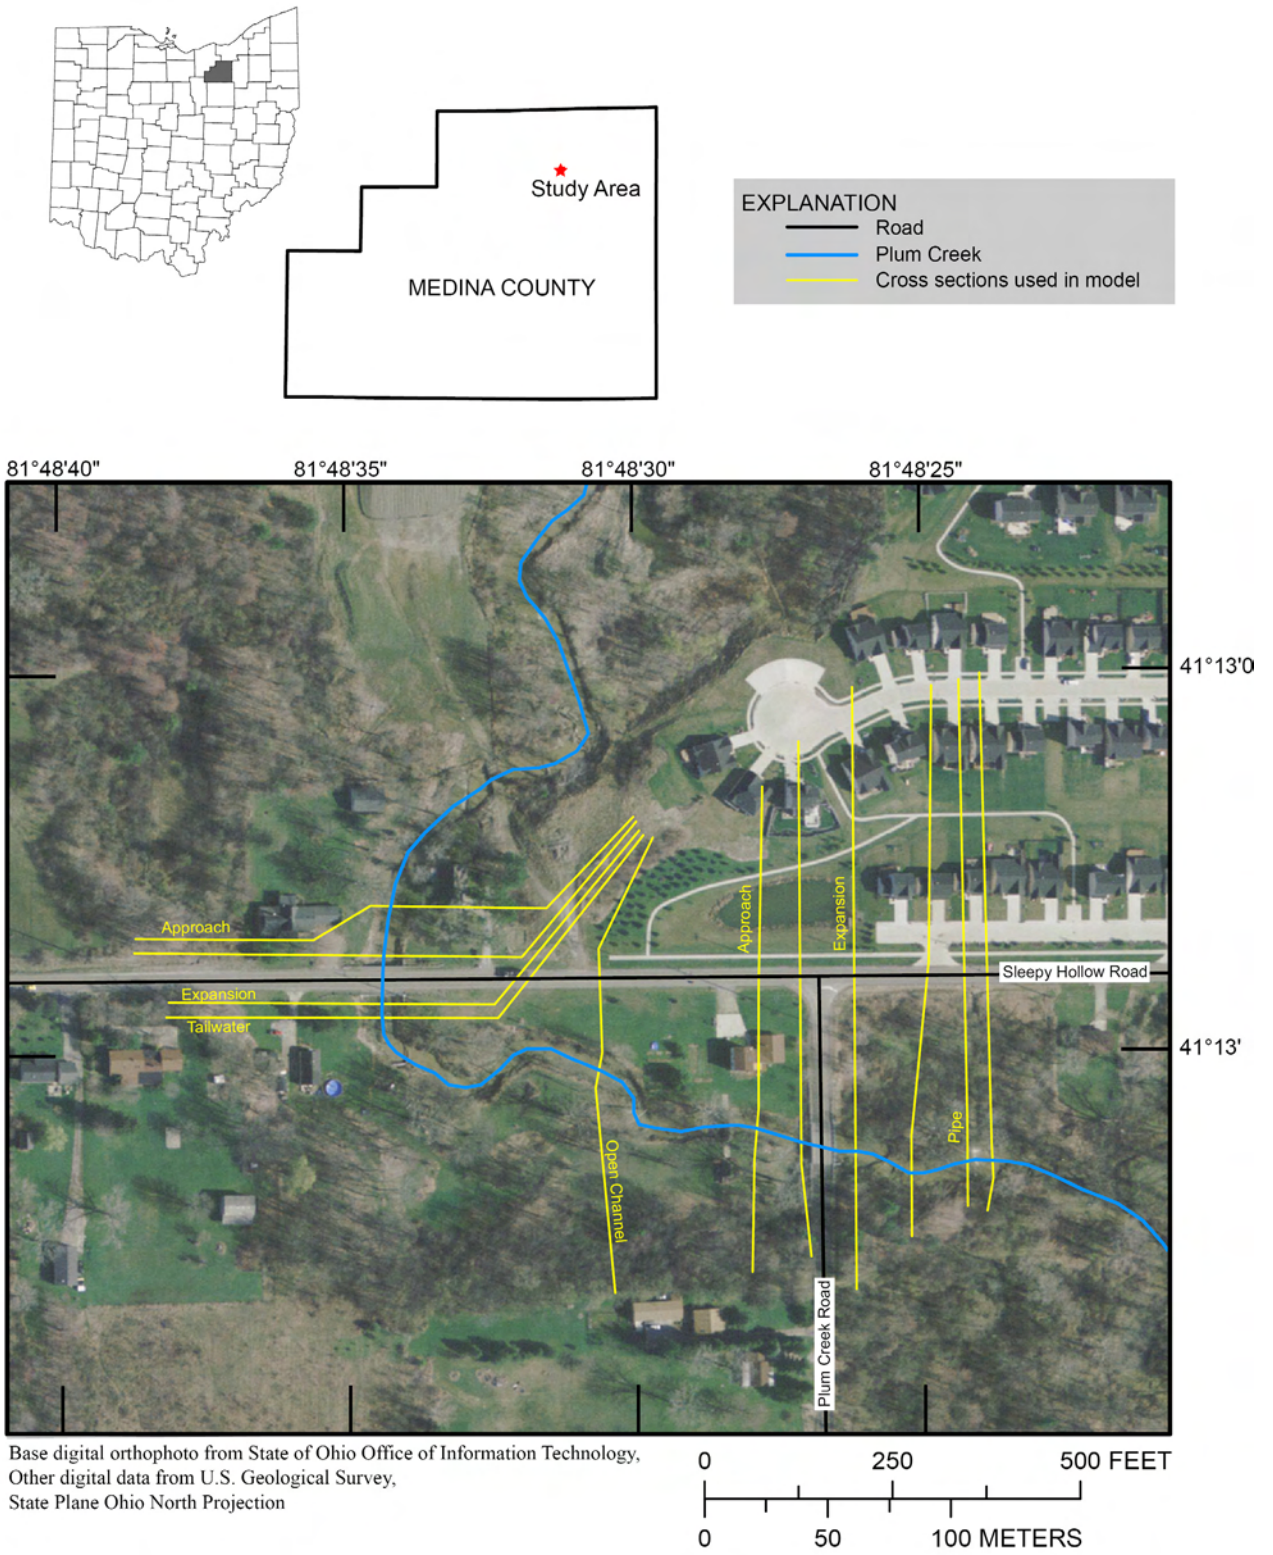 Study Area
MEDINA COUNTY
EXPLANATION
Road
Plum Creek
Cross sections used in model
81°48'40" 81°48'35" 81°48'30" 81°48'25"
41°13'0
Approach
Approach
Expansion
Sleepy Hollow Road
Expansion
Tailwater
41°13'
Pipe
Open Channel
Plum Creek Road
Base digital orthophoto from State of Ohio Office of Information Technology,
Other digital data from U.S. Geological Survey,
State Plane Ohio North Projection
0 250 500 FEET
0 50 100 METERS